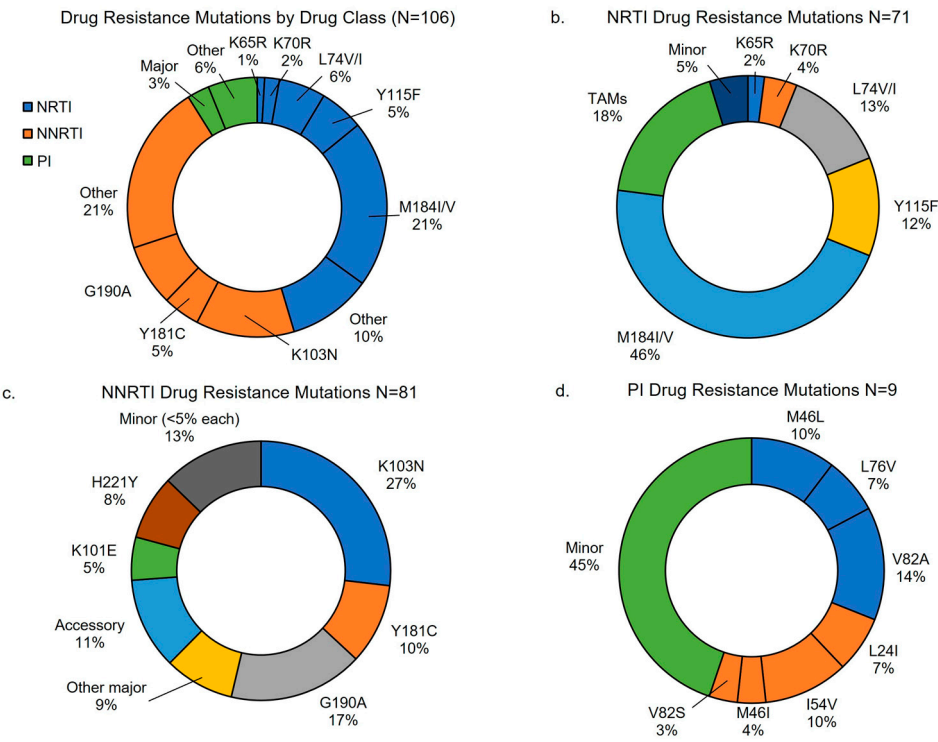 Drug Resistance Mutations by Drug Class (N=106)
NRTI
NNRTI
PI
K65R
1%
K70R
2%
L74V/I
6%
Y115F
5%
M184I/V
21%
Other
10%
K103N
Y181C
5%
G190A
Other
21%
Major
3%
Other
6%
b.
NRTI Drug Resistance Mutations N=71
K65R
2%
K70R
4%
L74V/I
13%
Y115F
12%
M184I/V
46%
TAMs
18%
Minor
5%
c.
NNRTI Drug Resistance Mutations N=81
K103N
27%
Y181C
10%
G190A
17%
Other major
9%
Accessory
11%
K101E
5%
H221Y
8%
Minor (<5% each)
13%
d.
PI Drug Resistance Mutations N=9
M46L
10%
L76V
7%
V82A
14%
L24I
7%
I54V
10%
M46I
4%
V82S
3%
Minor
45%